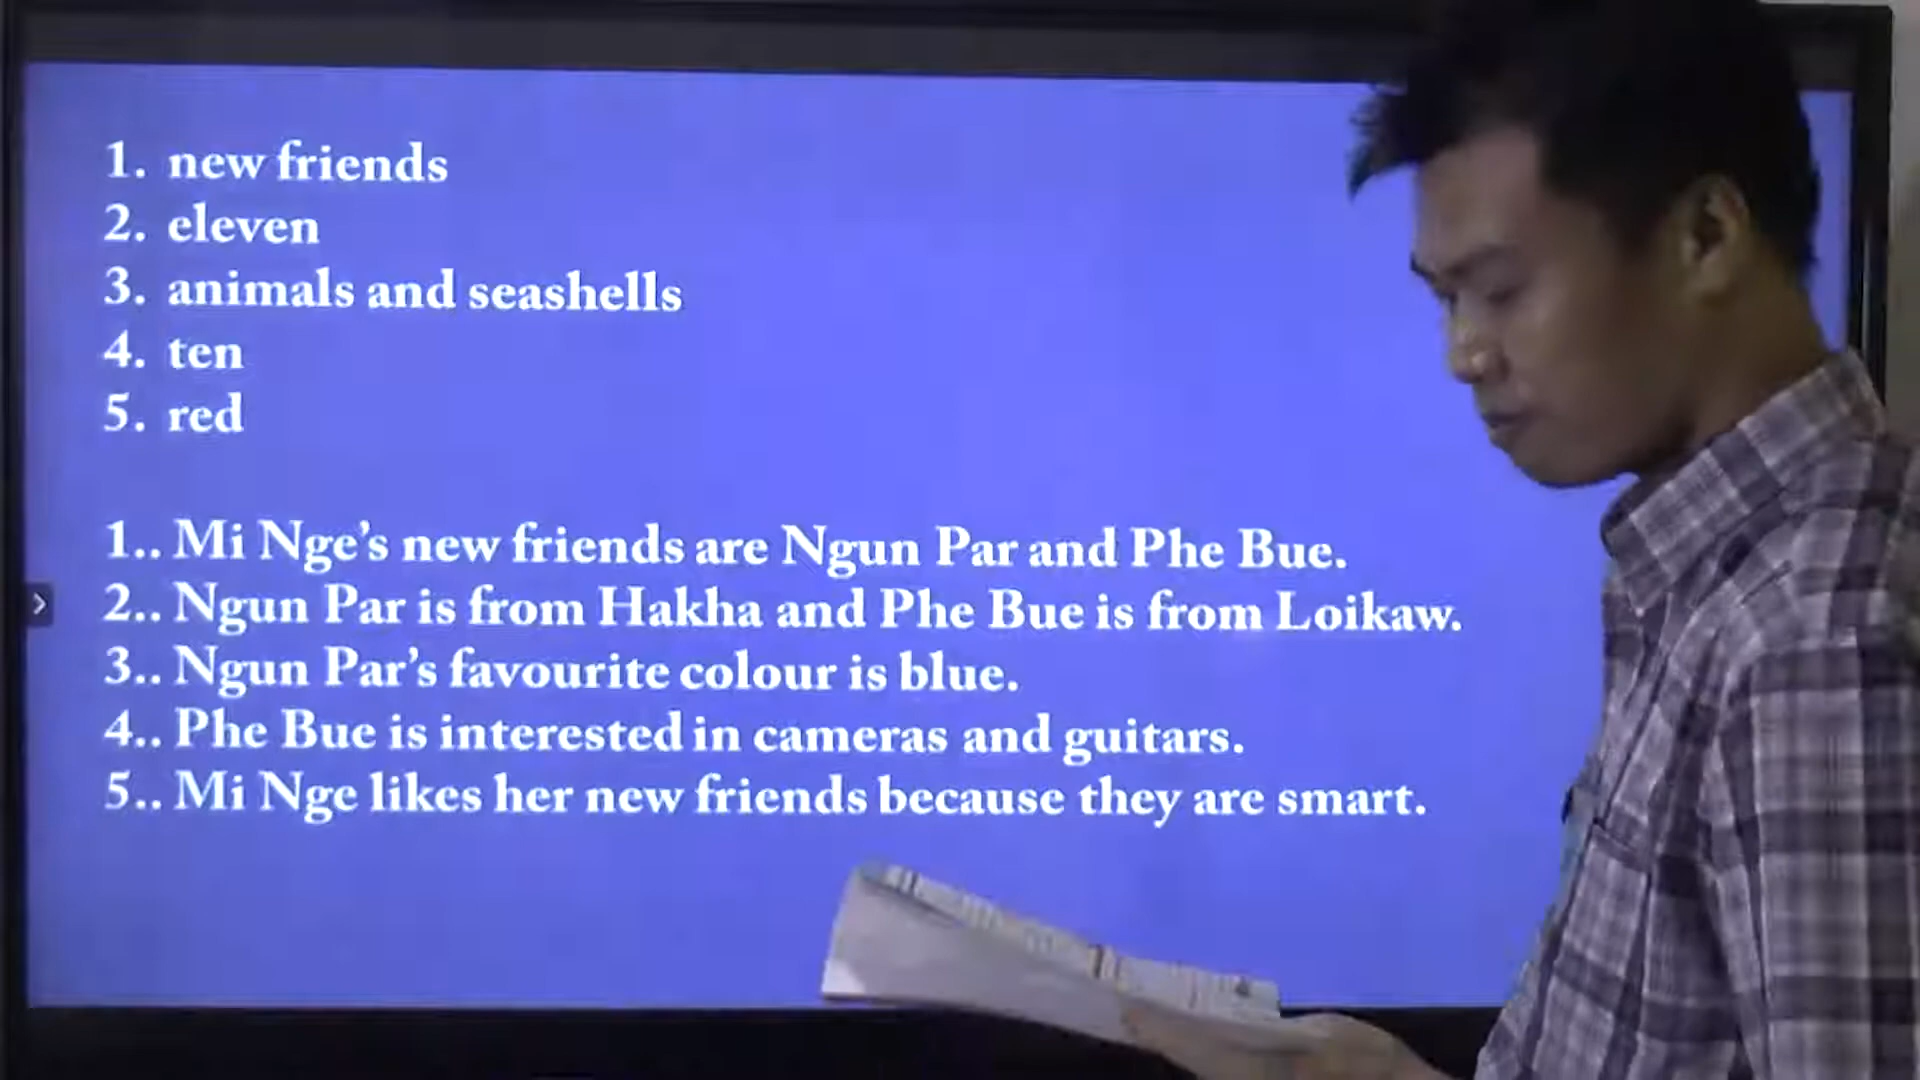 1. new friends
2. eleven
3. animals and seashells
4. ten
5. red
1.. Mi Nge's new friends are Ngun Par and Phe Bue.
2.. Ngun Par is from Hakha and Phe Bue is from Loikaw.
3.. Ngun Par's favourite colour is blue.
4.. Phe Bue is interested in cameras and guitars.
5.. Mi Nge likes her new friends because they are smart.